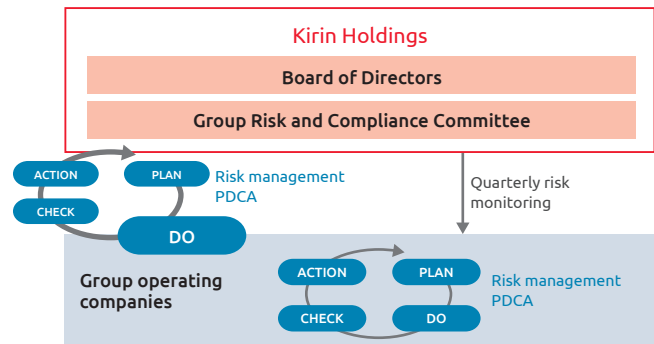 Kirin Holdings
Board of Directors
Group Risk and Compliance Committee
ACTION
PLAN
CHECK
DO
Risk management
PDCA
Quarterly risk
monitoring
Group operating
companies
ACTION
PLAN
CHECK
DO
Risk management
PDCA